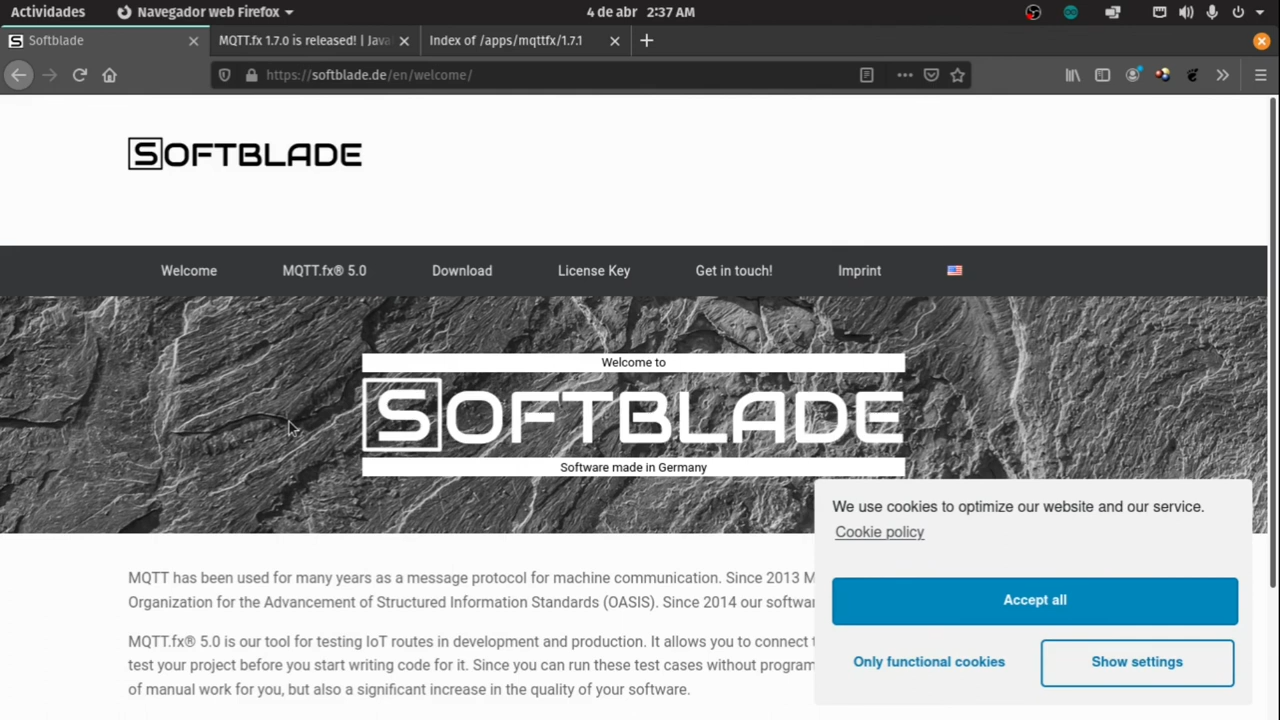 Actividades Navegador web Firefox 4 de abr 2:37 AM
Softblade MQTT.fx 1.7.0 is released! | Java Index of /apps/mqttfx/1.7.1
https://softblade.de/en/welcome/
SOFTBLADE
Welcome MQTT.fx® 5.0 Download License Key Get in touch! Imprint
Welcome to
SOFTBLADE
Software made in Germany
We use cookies to optimize our website and our service.
Cookie policy
Accept all
Only functional cookies Show settings
MQTT has been used for many years as a message protocol for machine communication. Since 2013 M
Organization for the Advancement of Structured Information Standards (OASIS). Since 2014 our softwar
MQTT.fx® 5.0 is our tool for testing IoT routes in development and production. It allows you to connect
test your project before you start writing code for it. Since you can run these test cases without program
of manual work for you, but also a significant increase in the quality of your software.